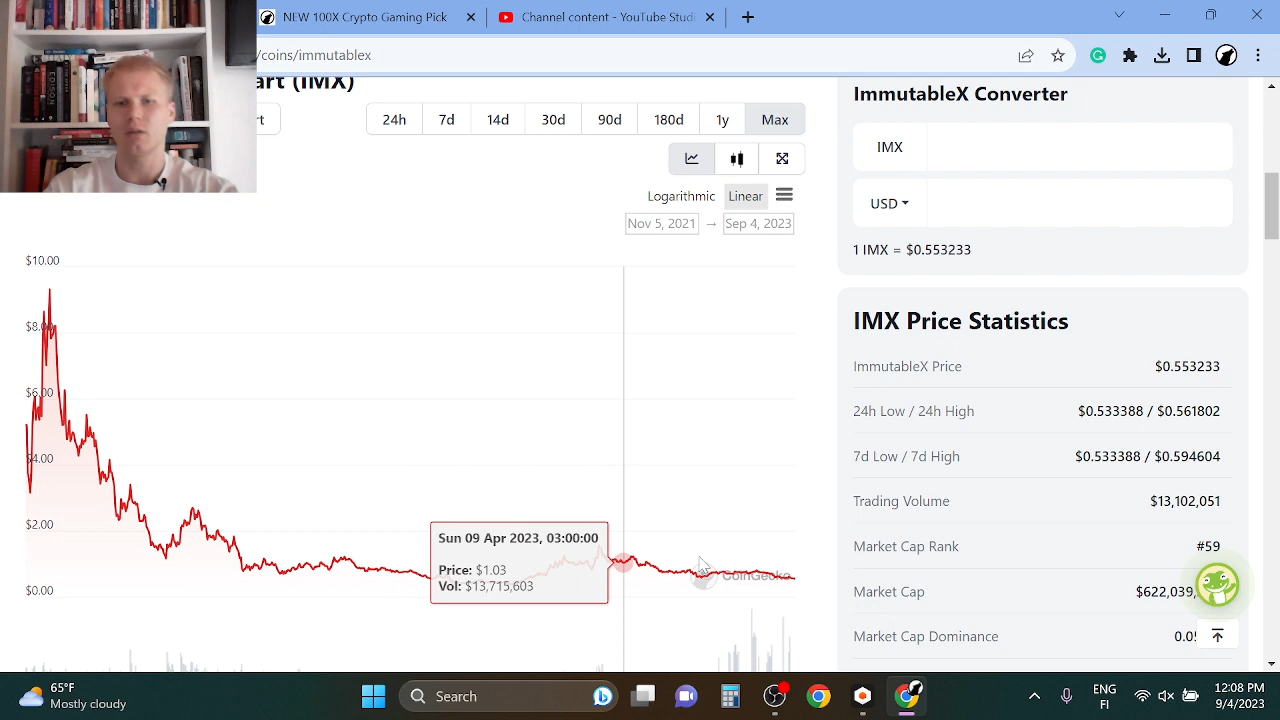 NEW 100X Crypto Gaming Pick
Channel content - YouTube Studi
/coins/immutablex
EDISON
art (IMX)
rt
24h 7d 14d 30d 90d 180d 1y Max
Logarithmic Linear
Nov 5, 2021 → Sep 4, 2023
$10.00
$8.00
$6.00
$4.00
$2.00
$0.00
Sun 09 Apr 2023, 03:00:00
Price: $1.03
Vol: $13,715,603
CoinGecko
ImmutableX Converter
IMX
USD
1 IMX = $0.553233
IMX Price Statistics
ImmutableX Price $0.553233
24h Low / 24h High $0.533388 / $0.561802
7d Low / 7d High $0.533388 / $0.594604
Trading Volume $13,102,051
Market Cap Rank #59
Market Cap $622,039,
Market Cap Dominance 0.05
65°F
Mostly cloudy
Search
ENG
FI
12:08 PM
9/4/2023